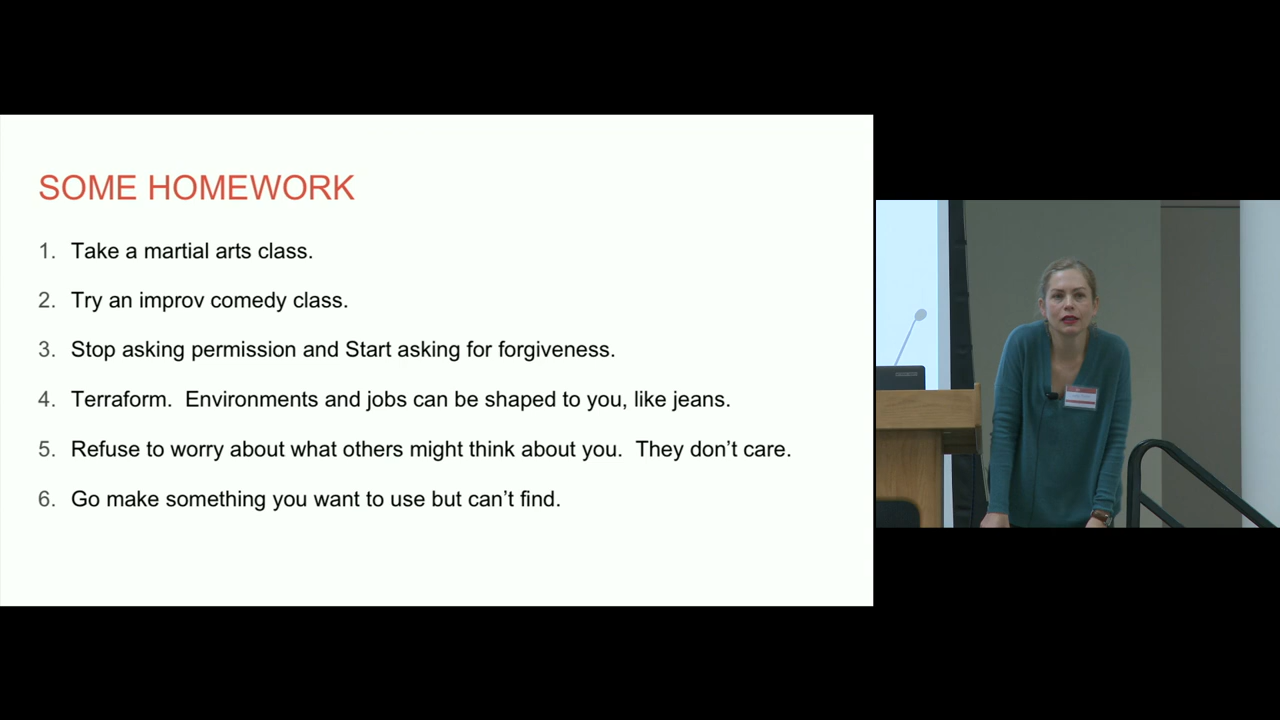 SOME HOMEWORK
1. Take a martial arts class.
2. Try an improv comedy class.
3. Stop asking permission and Start asking for forgiveness.
4. Terraform.  Environments and jobs can be shaped to you, like jeans.
5. Refuse to worry about what others might think about you.  They don't care.
6. Go make something you want to use but can't find.